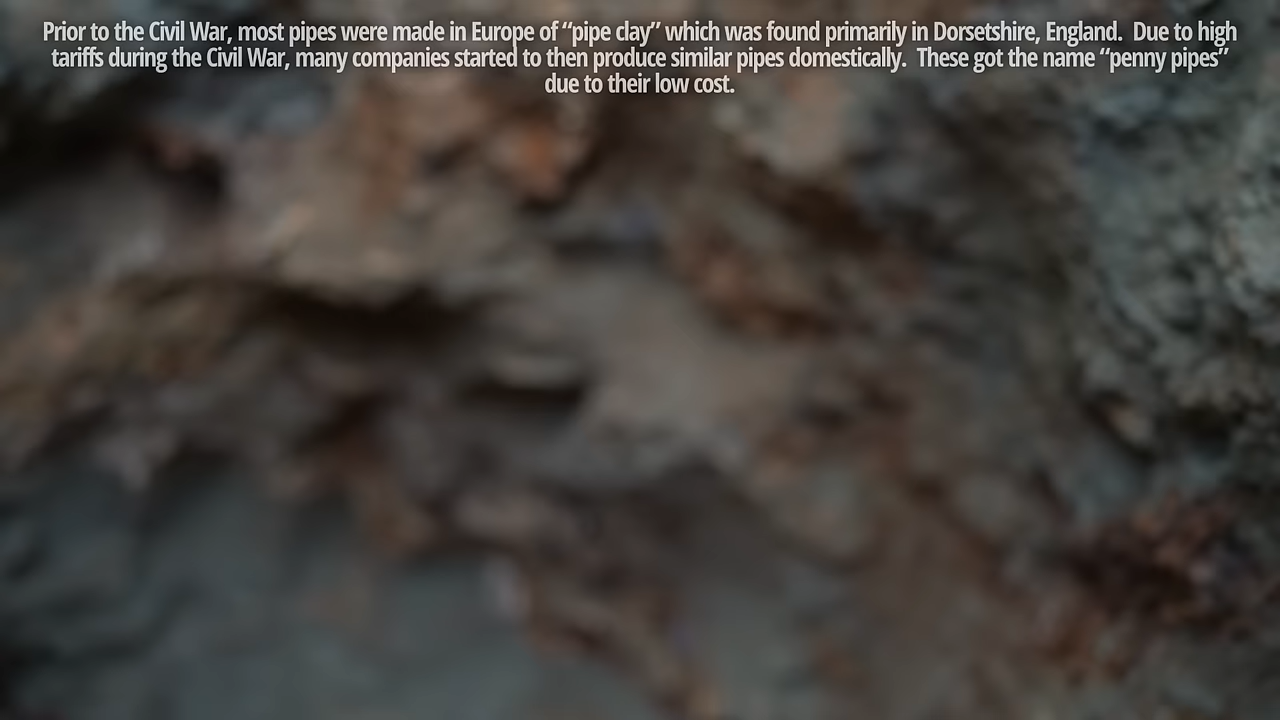 Prior to the Civil War, most pipes were made in Europe of “pipe clay” which was found primarily in Dorsetshire, England.  Due to high
tariffs during the Civil War, many companies started to then produce similar pipes domestically.  These got the name “penny pipes”
due to their low cost.